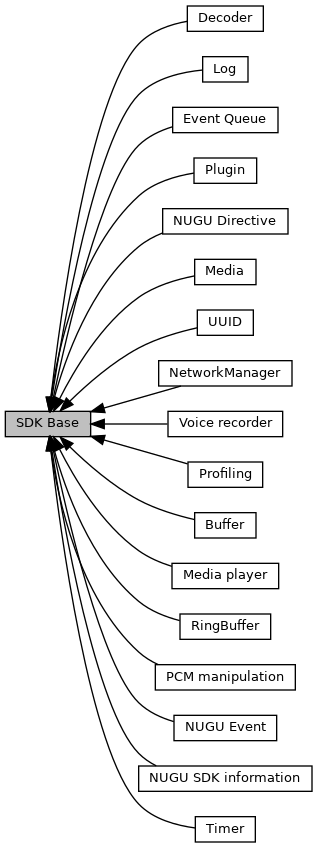 Decoder
Log
Event Queue
Plugin
NUGU Directive
Media
UUID
NetworkManager
SDK Base
Voice recorder
Profiling
Buffer
Media player
RingBuffer
PCM manipulation
NUGU Event
NUGU SDK information
Timer